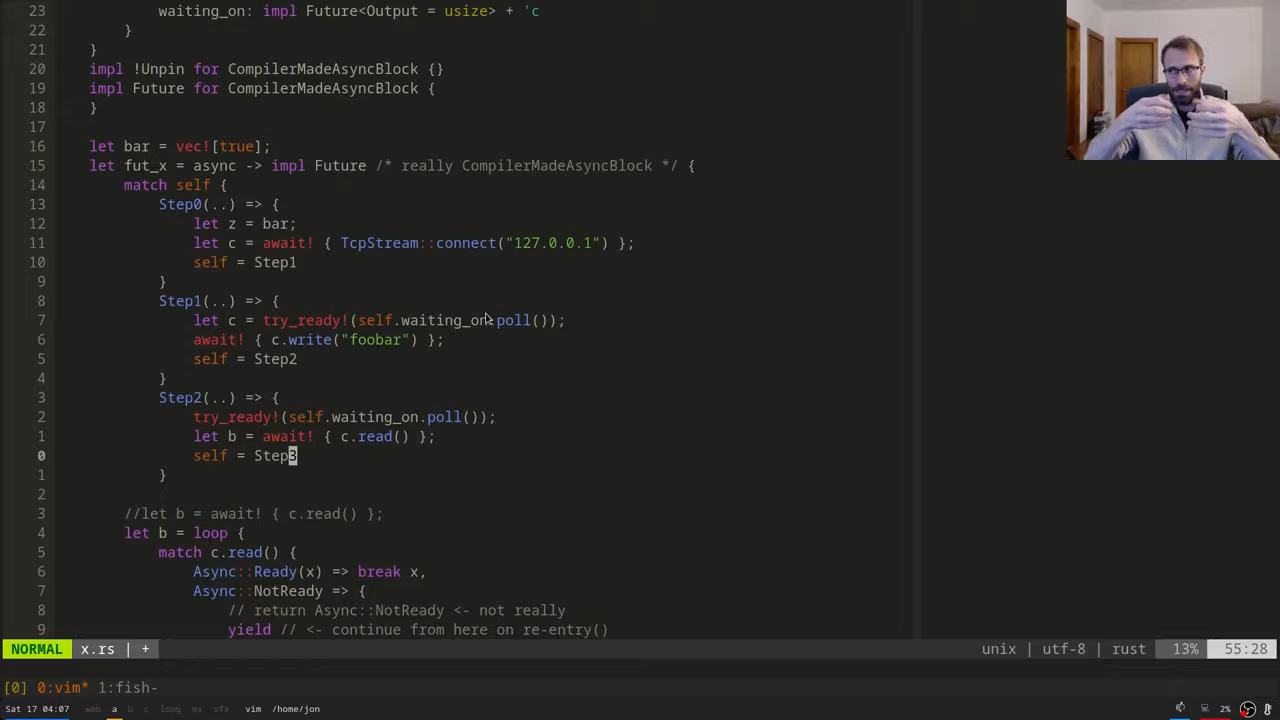 23 waiting_on: impl Future<Output = usize> + 'c
22 }
21 }
20 impl !Unpin for CompilerMadeAsyncBlock {}
19 impl Future for CompilerMadeAsyncBlock {
18 }
17
16 let bar = vec![true];
15 let fut_x = async -> impl Future /* really CompilerMadeAsyncBlock */ {
14 match self {
13 Step0(..) => {
12 let z = bar;
11 let c = await! { TcpStream::connect("127.0.0.1") };
10 self = Step1
9 }
8 Step1(..) => {
7 let c = try_ready!(self.waiting_on.poll());
6 await! { c.write("foobar") };
5 self = Step2
4 }
3 Step2(..) => {
2 try_ready!(self.waiting_on.poll());
1 let b = await! { c.read() };
0 self = Step3
1 }
2
3 //let b = await! { c.read() };
4 let b = loop {
5 match c.read() {
6 Async::Ready(x) => break x,
7 Async::NotReady => {
8 // return Async::NotReady <- not really
9 yield // <- continue from here on re-entry()
NORMAL x.rs | + unix | utf-8 | rust 13% 55:28
[0] 0:vim* 1:fish-
Sat 17 04:07 web a b c long mx sfx vim /home/jon 2%